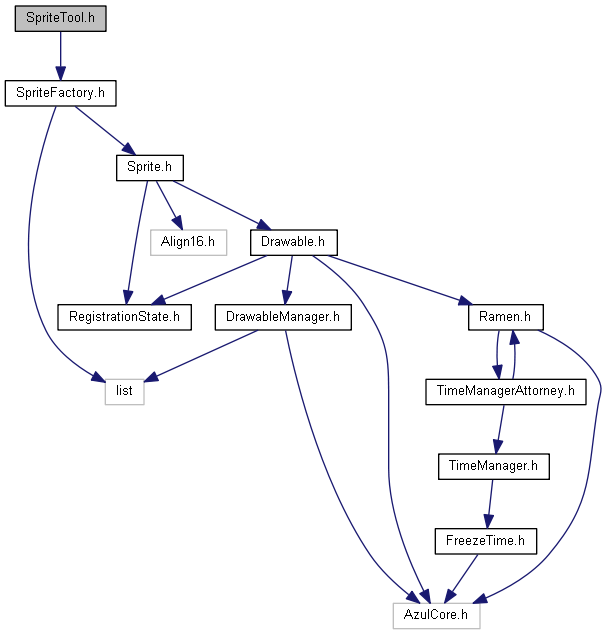 SpriteTool.h
SpriteFactory.h
Sprite.h
Align16.h
Drawable.h
RegistrationState.h
DrawableManager.h
Ramen.h
list
TimeManagerAttorney.h
TimeManager.h
FreezeTime.h
AzulCore.h